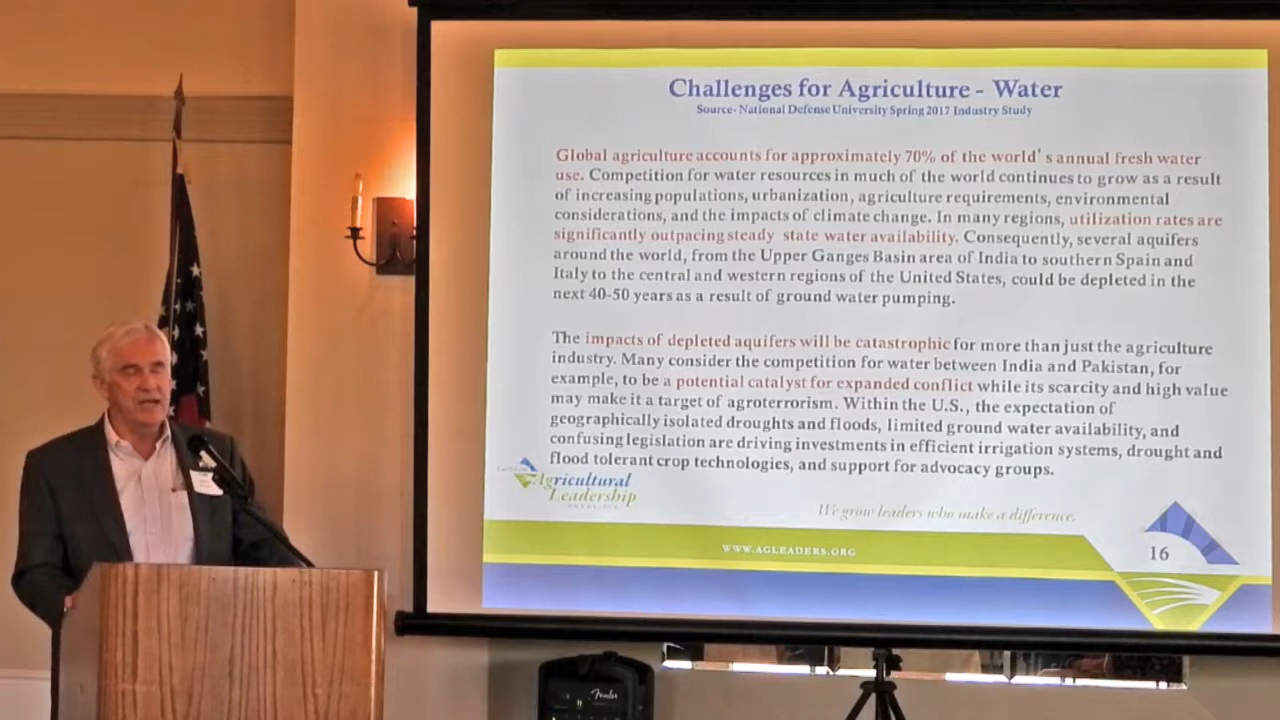 Challenges for Agriculture - Water
Source- National Defense University Spring 2017 Industry Study
Global agriculture accounts for approximately 70% of the world's annual fresh water
use. Competition for water resources in much of the world continues to grow as a result
of increasing populations, urbanization, agriculture requirements, environmental
considerations, and the impacts of climate change. In many regions, utilization rates are
significantly outpacing steady state water availability. Consequently, several aquifers
around the world, from the Upper Ganges Basin area of India to southern Spain and
Italy to the central and western regions of the United States, could be depleted in the
next 40-50 years as a result of ground water pumping.
The impacts of depleted aquifers will be catastrophic for more than just the agriculture
industry. Many consider the competition for water between India and Pakistan, for
example, to be a potential catalyst for expanded conflict while its scarcity and high value
may make it a target of agroterrorism. Within the U.S., the expectation of
geographically isolated droughts and floods, limited ground water availability, and
confusing legislation are driving investments in efficient irrigation systems, drought and
flood tolerant crop technologies, and support for advocacy groups.
Agricultural
Leadership
We grow leaders who make a difference.
WWW.AGLEADERS.ORG
16
Fender